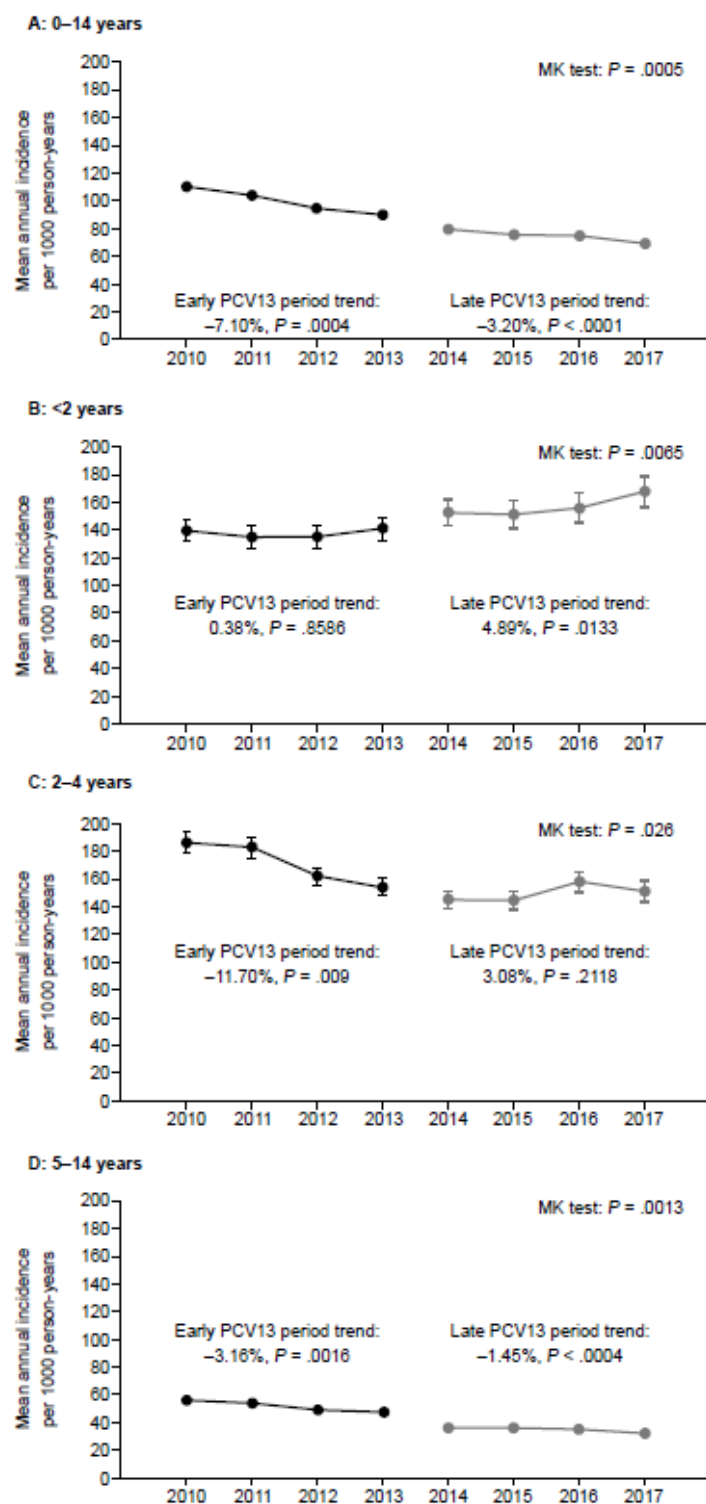 A: 0–14 years
MK test: P = .0005
Mean annual incidence
per 1000 person-years
200
180
160
140
120
100
80
60
40
20
0
Early PCV13 period trend:
–7.10%, P = .0004
Late PCV13 period trend:
–3.20%, P < .0001
2010 2011 2012 2013 2014 2015 2016 2017
B: <2 years
MK test: P = .0065
Mean annual incidence
per 1000 person-years
200
180
160
140
120
100
80
60
40
20
0
Early PCV13 period trend:
0.38%, P = .8586
Late PCV13 period trend:
4.89%, P = .0133
2010 2011 2012 2013 2014 2015 2016 2017
C: 2–4 years
MK test: P = .026
Mean annual incidence
per 1000 person-years
200
180
160
140
120
100
80
60
40
20
0
Early PCV13 period trend:
–11.70%, P = .009
Late PCV13 period trend:
3.08%, P = .2118
2010 2011 2012 2013 2014 2015 2016 2017
D: 5–14 years
MK test: P = .0013
Mean annual incidence
per 1000 person-years
200
180
160
140
120
100
80
60
40
20
0
Early PCV13 period trend:
–3.16%, P = .0016
Late PCV13 period trend:
–1.45%, P < .0004
2010 2011 2012 2013 2014 2015 2016 2017